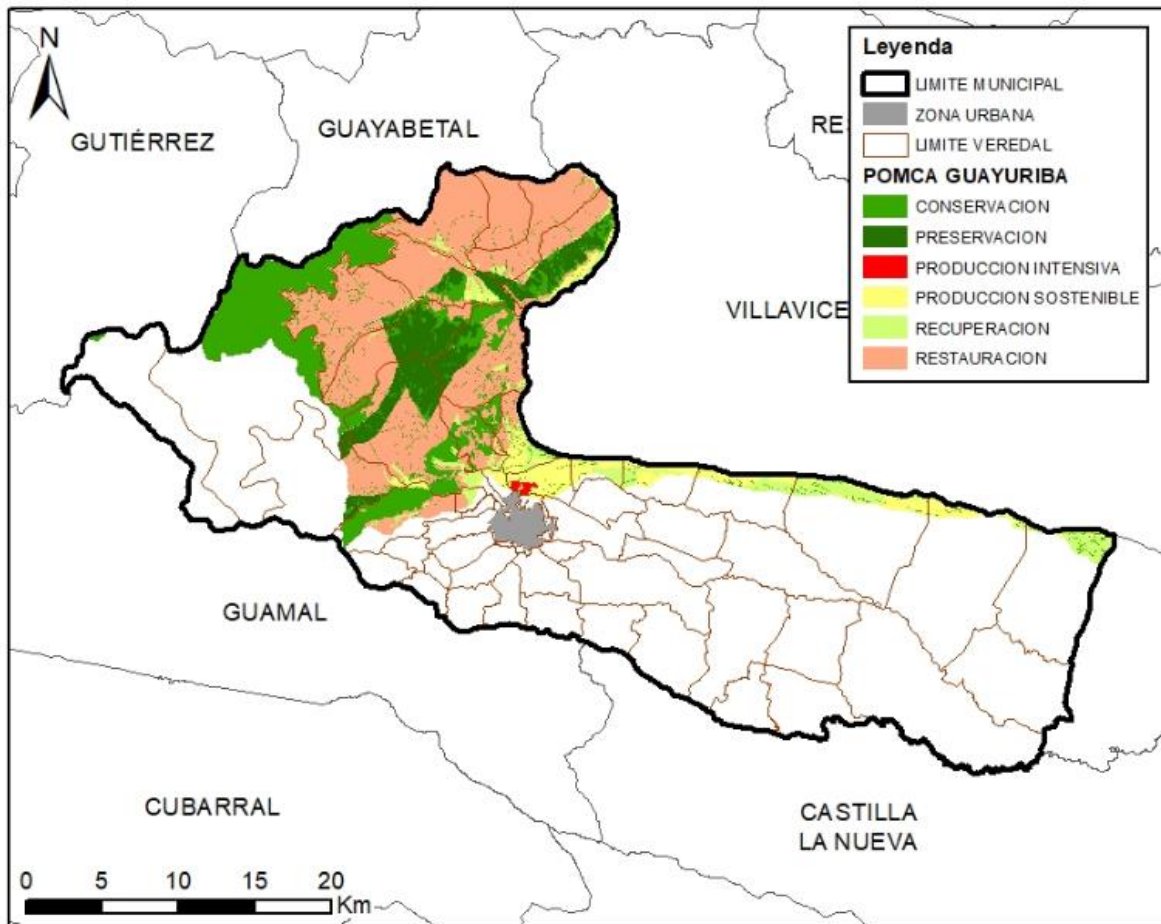 N
GUTIÉRREZ
GUAYABETAL
RE
VILLAVICE
GUAMAL
CUBARRAL
CASTILLA
LA NUEVA
Leyenda
LIMITE MUNICIPAL
ZONA URBANA
LIMITE VEREDAL
POMCA GUAYURIBA
CONSERVACION
PRESERVACION
PRODUCCION INTENSIVA
PRODUCCION SOSTENIBLE
RECUPERACION
RESTAURACION
0 5 10 15 20
Km